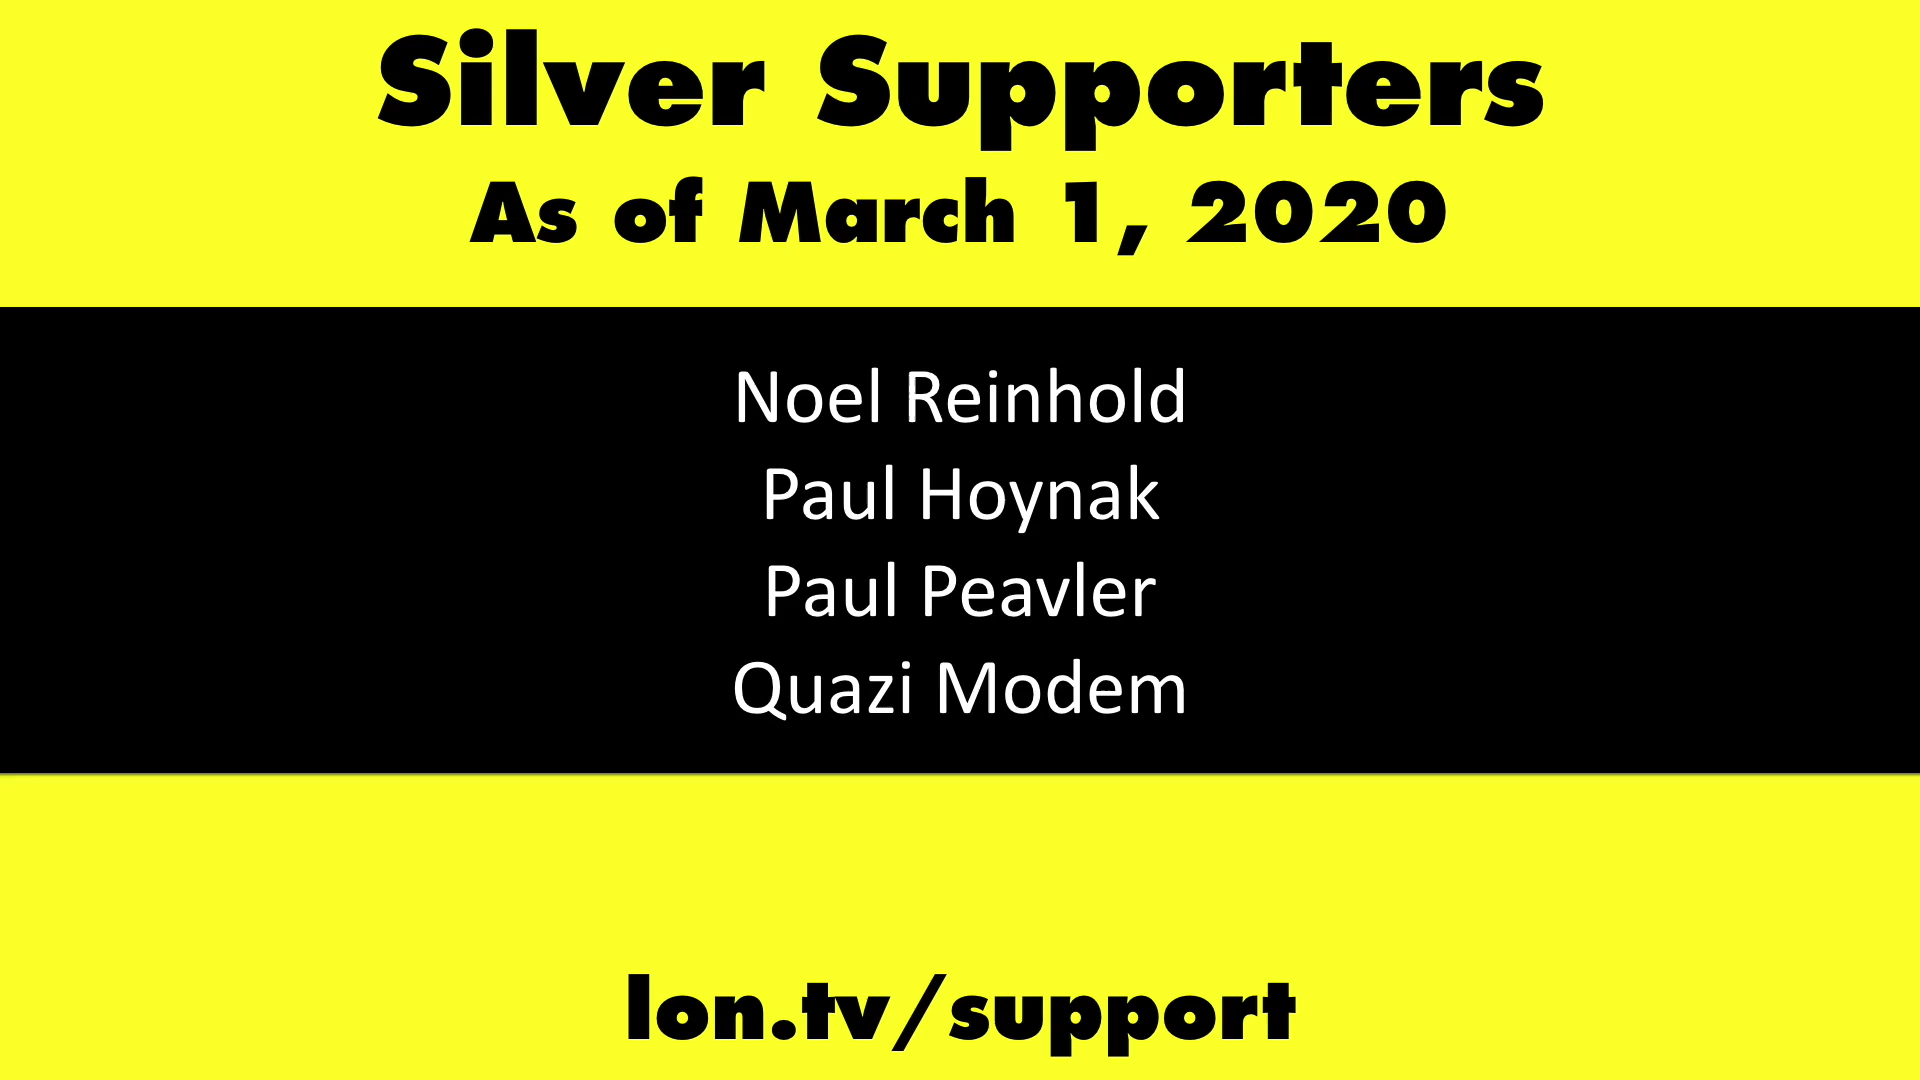 Silver Supporters
As of March 1, 2020
Noel Reinhold
Paul Hoynak
Paul Peavler
Quazi Modem
lon.tv/support